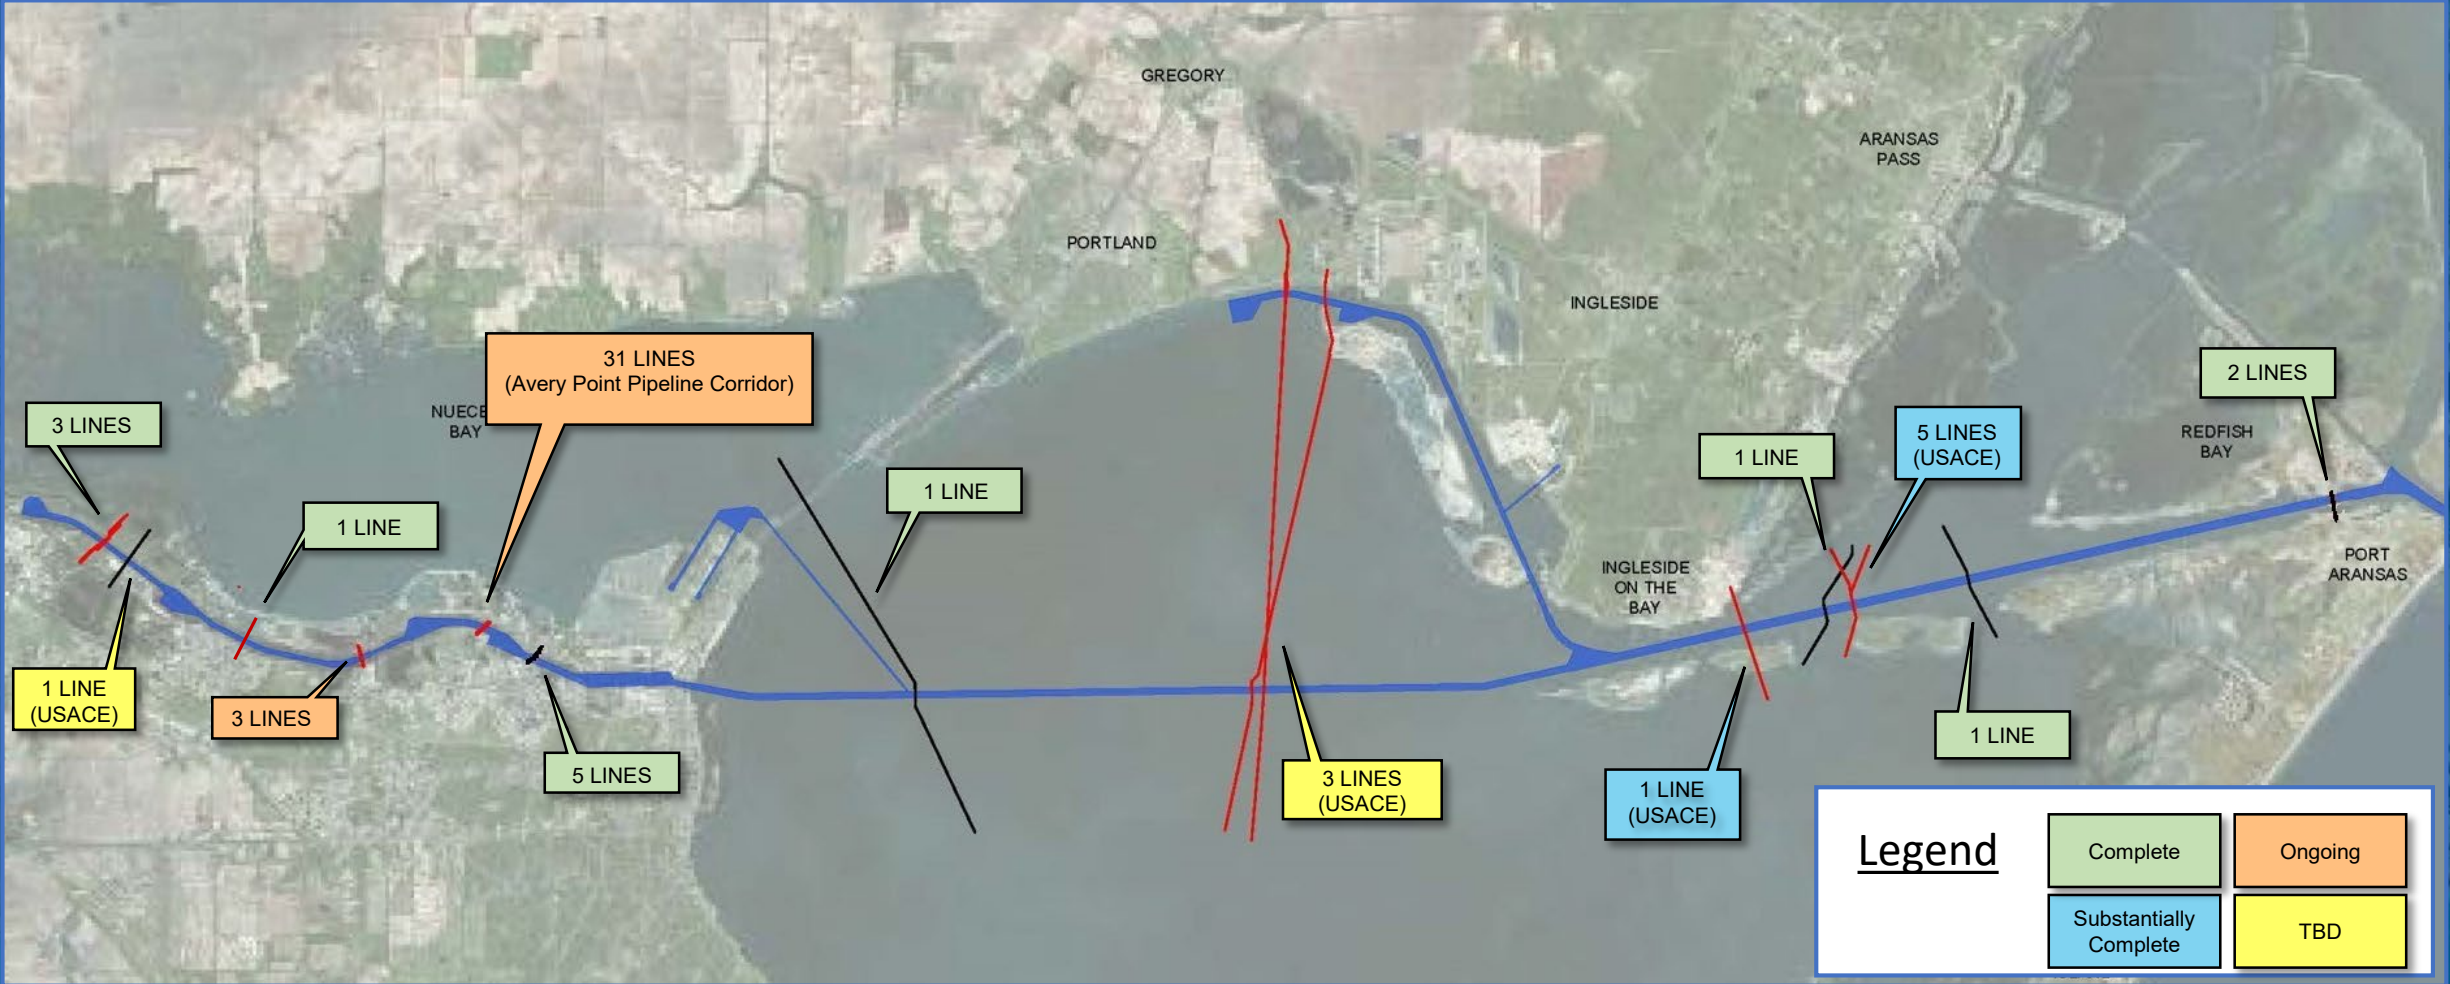 GREGORY
ARANSAS
PASS
PORTLAND
INGLESIDE
31 LINES
(Avery Point Pipeline Corridor)
2 LINES
3 LINES
NUECE
BAY
5 LINES
(USACE)
REDFISH
BAY
1 LINE
1 LINE
1 LINE
PORT
ARANSAS
INGLESIDE
ON THE
BAY
1 LINE
(USACE)
3 LINES
1 LINE
5 LINES
3 LINES
(USACE)
1 LINE
(USACE)
Legend
Complete
Ongoing
Substantially
Complete
TBD